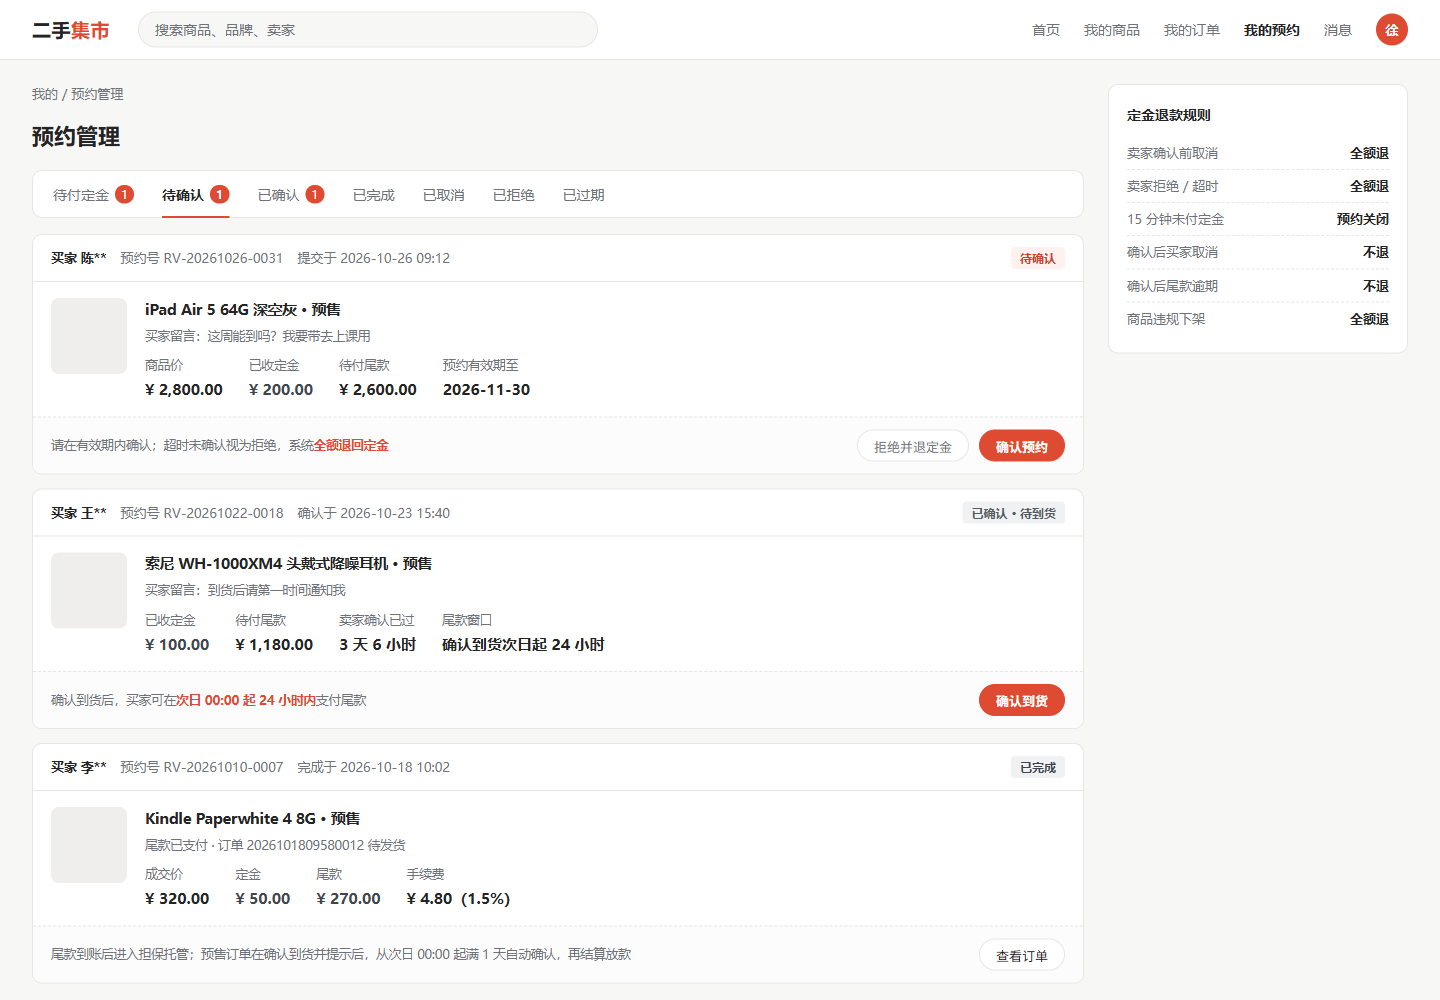 二手集市
搜索商品、品牌、卖家
首页 我的商品 我的订单 我的预约 消息 徐
我的 / 预约管理
预约管理
待付定金 1 待确认 1 已确认 1 已完成 已取消 已拒绝 已过期
买家 陈** 预约号 RV-20261026-0031 提交于 2026-10-26 09:12 待确认
iPad Air 5 64G 深空灰 • 预售
买家留言：这周能到吗？我要带去上课用
商品价 已收定金 待付尾款 预约有效期至
¥ 2,800.00 ¥ 200.00 ¥ 2,600.00 2026-11-30
请在有效期内确认；超时未确认视为拒绝，系统全额退回定金 拒绝并退定金 确认预约
买家 王** 预约号 RV-20261022-0018 确认于 2026-10-23 15:40 已确认 • 待到货
索尼 WH-1000XM4 头戴式降噪耳机 • 预售
买家留言：到货后请第一时间通知我
已收定金 待付尾款 卖家确认已过 尾款窗口
¥ 100.00 ¥ 1,180.00 3 天 6 小时 确认到货次日起 24 小时
确认到货后，买家可在次日 00:00 起 24 小时内支付尾款 确认到货
买家 李** 预约号 RV-20261010-0007 完成于 2026-10-18 10:02 已完成
Kindle Paperwhite 4 8G • 预售
尾款已支付 · 订单 2026101809580012 待发货
成交价 定金 尾款 手续费
¥ 320.00 ¥ 50.00 ¥ 270.00 ¥ 4.80（1.5%）
尾款到账后进入担保托管；预售订单在确认到货并提示后，从次日 00:00 起满 1 天自动确认，再结算放款 查看订单
定金退款规则
卖家确认前取消 全额退
卖家拒绝 / 超时 全额退
15 分钟未付定金 预约关闭
确认后买家取消 不退
确认后尾款逾期 不退
商品违规下架 全额退